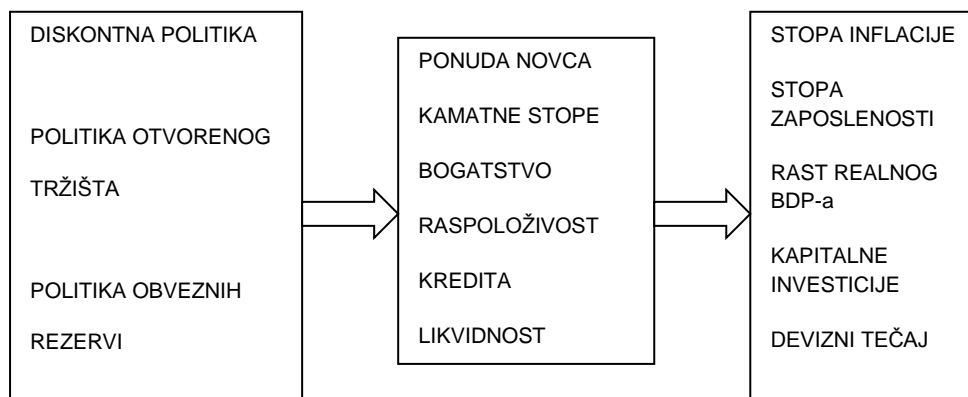 DISKONTNA POLITIKA
POLITIKA OTVORENOG
TRŽIŠTA
POLITIKA OBVEZNIH
REZERVI
PONUDA NOVCA
KAMATNE STOPE
BOGATSTVO
RASPOLOŽIVOST
KREDITA
LIKVIDNOST
STOPA INFLACIJE
STOPA
ZAPOSLENOSTI
RAST REALNOG
BDP-a
KAPITALNE
INVESTICIJE
DEVIZNI TEČAJ